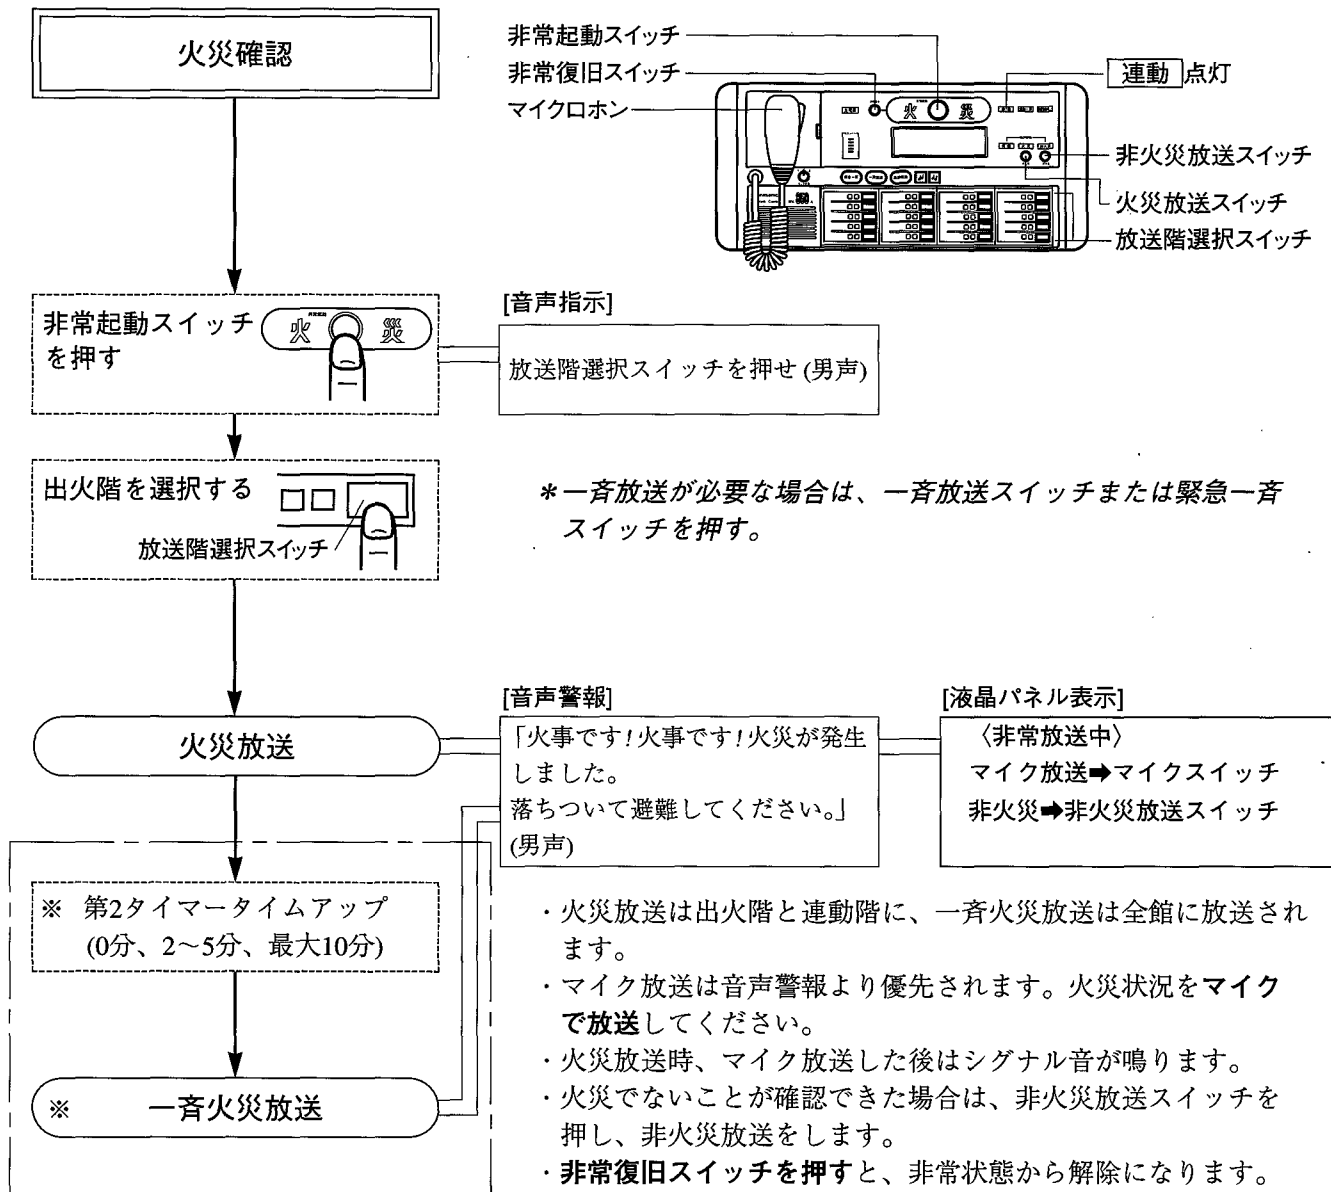 火災確認
非常起動スイッチ
非常復旧スイッチ
マイクロホン
連動 点灯
火 災
非火災放送スイッチ
火災放送スイッチ
放送階選択スイッチ
非常起動スイッチ
を押す
火 災
[音声指示]
放送階選択スイッチを押せ (男声)
出火階を選択する
放送階選択スイッチ
＊一斉放送が必要な場合は、一斉放送スイッチまたは緊急一斉
スイッチを押す。
火災放送
[音声警報]
「火事です!火事です!火災が発生
しました。
落ちついて避難してください。」
(男声)
[液晶パネル表示]
〈非常放送中〉
マイク放送➡マイクスイッチ
非火災➡非火災放送スイッチ
※ 第2タイマータイムアップ
(0分、2〜5分、最大10分)
※ 一斉火災放送
・火災放送は出火階と連動階に、一斉火災放送は全館に放送され
ます。
・マイク放送は音声警報より優先されます。火災状況をマイク
で放送してください。
・火災放送時、マイク放送した後はシグナル音が鳴ります。
・火災でないことが確認できた場合は、非火災放送スイッチを
押し、非火災放送をします。
・非常復旧スイッチを押すと、非常状態から解除になります。